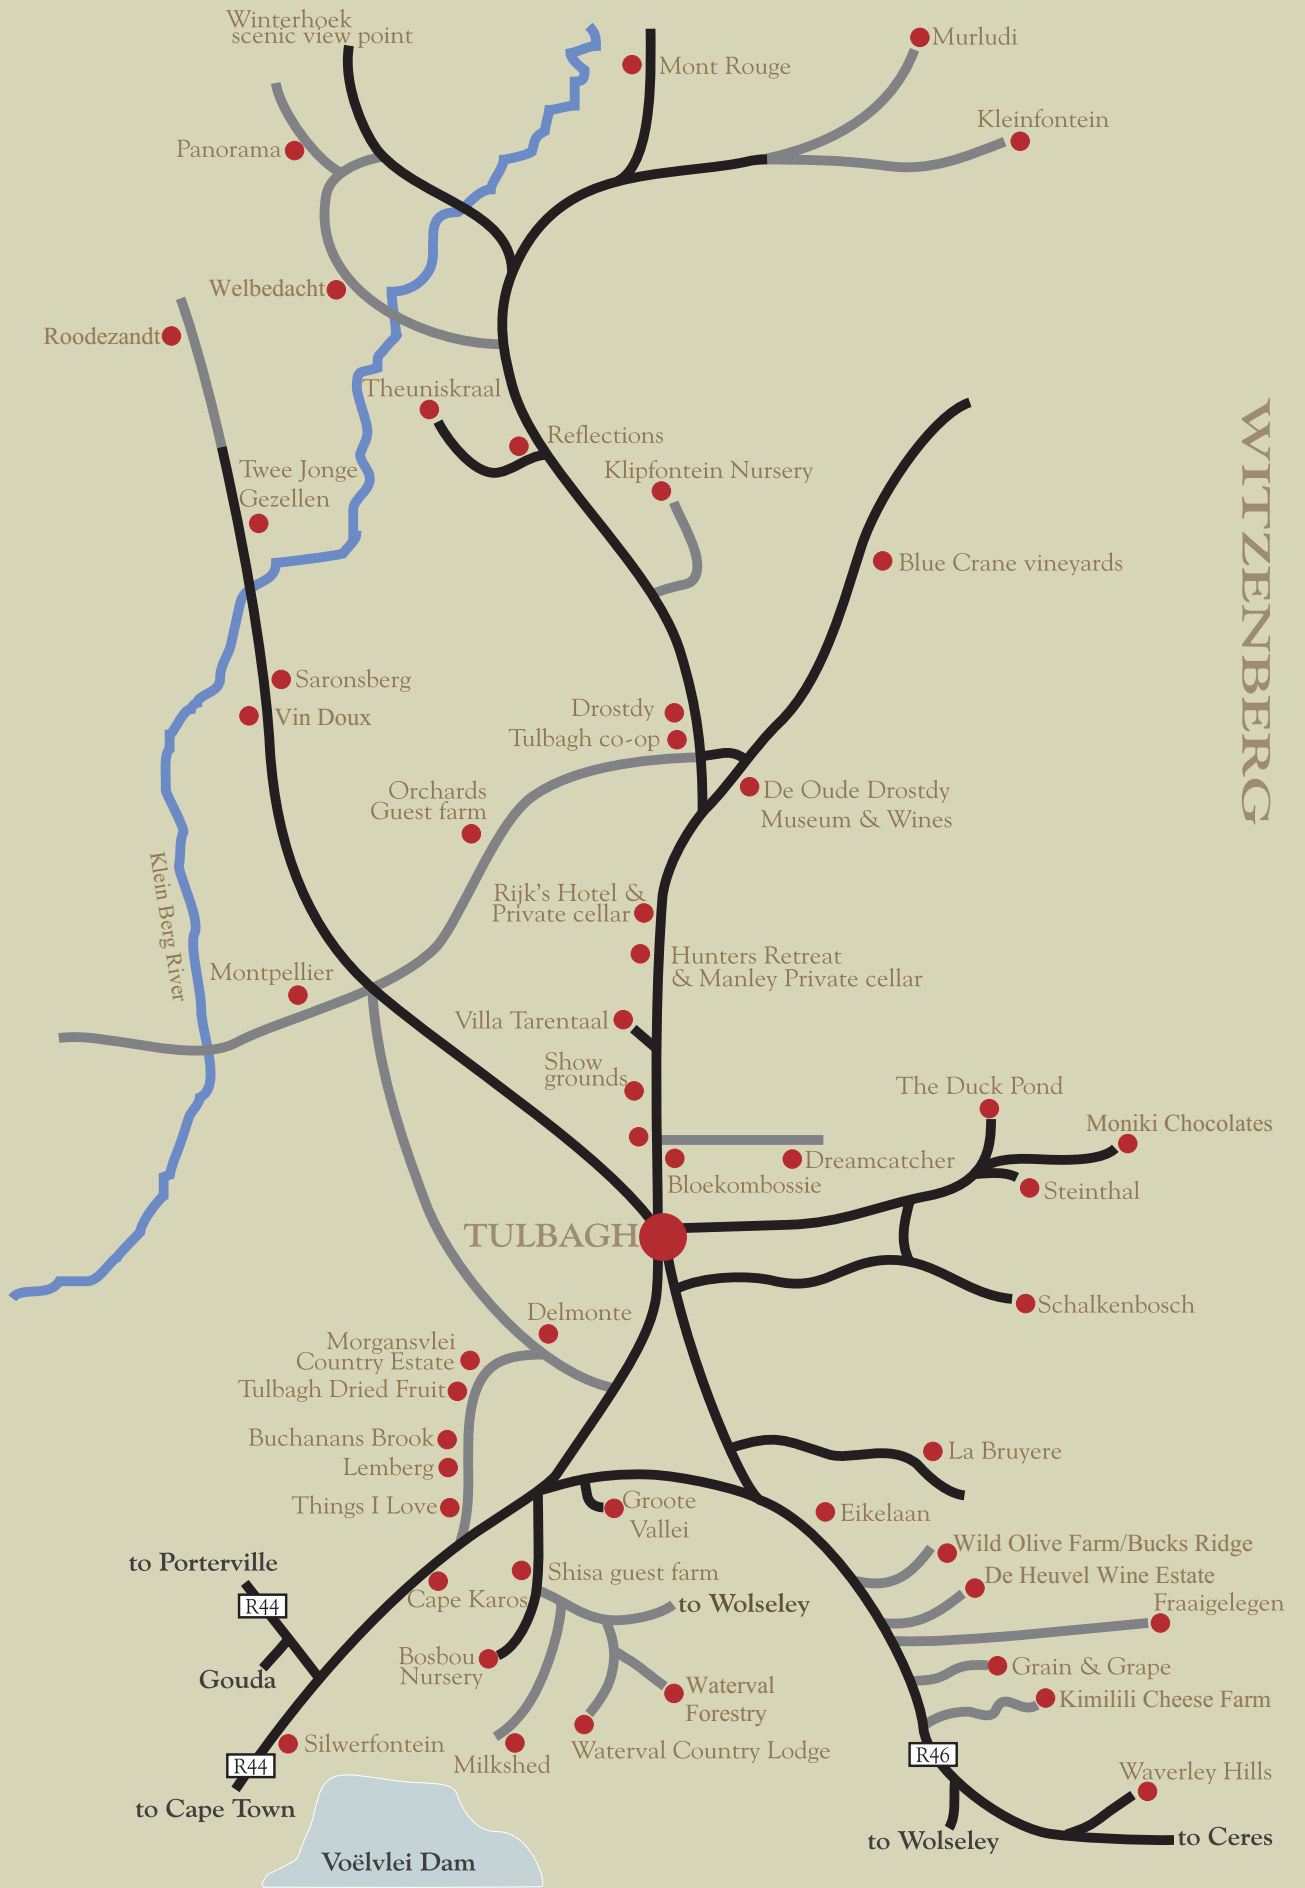 Winterhoek
scenic view point
Murludi
Mont Rouge
Kleinfontein
Panorama
Welbedacht
Roodezandt
Theuniskraal
Reflections
Klipfontein Nursery
Twee Jonge
Gezellen
WITZENBERG
Blue Crane vineyards
Saronsberg
Vin Doux
Drostdy
Tulbagh co-op
De Oude Drostdy
Museum & Wines
Orchards
Guest farm
Klein Berg River
Rijk's Hotel &
Private cellar
Hunters Retreat
& Manley Private cellar
Montpellier
Villa Tarentaal
Show
grounds
The Duck Pond
Moniki Chocolates
Dreamcatcher
Bloekombossie
Steinthal
TULBAGH
Schalkenbosch
Delmonte
Morgansvlei
Country Estate
Tulbagh Dried Fruit
Buchanans Brook
Lemberg
Things I Love
La Bruyere
Groote
Vallei
Eikelaan
Wild Olive Farm/Bucks Ridge
De Heuvel Wine Estate
Fraaigelegen
to Porterville
R44
Shisa guest farm
Cape Karos
to Wolseley
Gouda
Bosbou
Nursery
Grain & Grape
Waterval
Forestry
Kimilili Cheese Farm
Silwerfontein
R44
Milkshed
Waterval Country Lodge
R46
Waverley Hills
to Cape Town
to Wolseley
to Ceres
Voëlvlei Dam